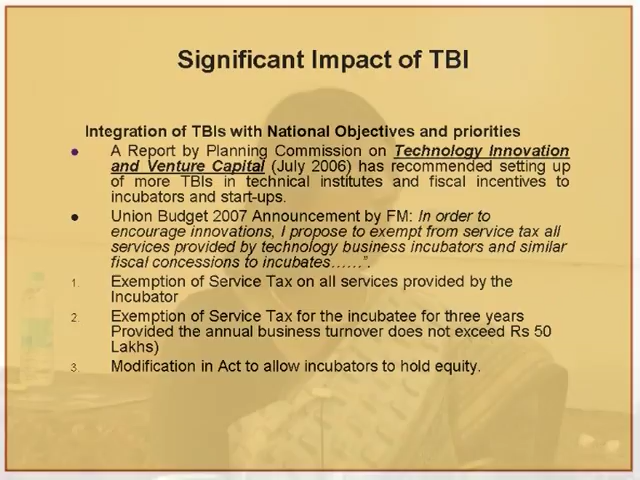 Significant Impact of TBI
Integration of TBIs with National Objectives and priorities
● A Report by Planning Commission on Technology Innovation
and Venture Capital (July 2006) has recommended setting up
of more TBIs in technical institutes and fiscal incentives to
incubators and start-ups.
● Union Budget 2007 Announcement by FM: In order to
encourage innovations, I propose to exempt from service tax all
services provided by technology business incubators and similar
fiscal concessions to incubates……”.
1. Exemption of Service Tax on all services provided by the
Incubator
2. Exemption of Service Tax for the incubatee for three years
Provided the annual business turnover does not exceed Rs 50
Lakhs)
3. Modification in Act to allow incubators to hold equity.